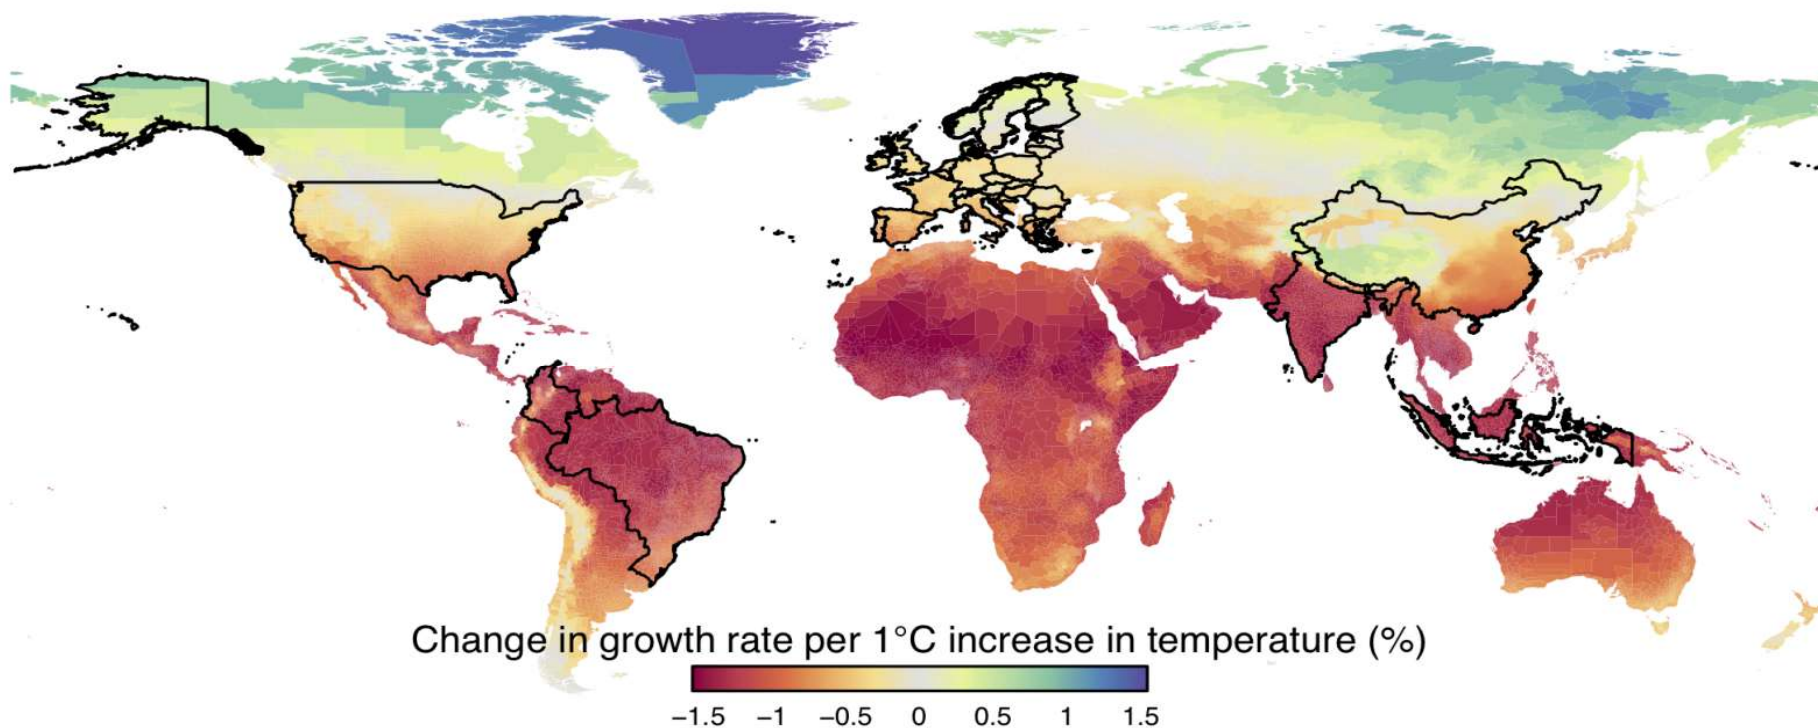 Change in growth rate per 1°C increase in temperature (%)
−1.5 −1 −0.5 0 0.5 1 1.5